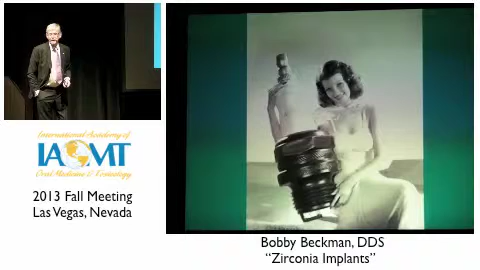 International Academy of
IAOMT
Oral Medicine & Toxicology
2013 Fall Meeting
Las Vegas, Nevada
Bobby Beckman, DDS
“Zirconia Implants”